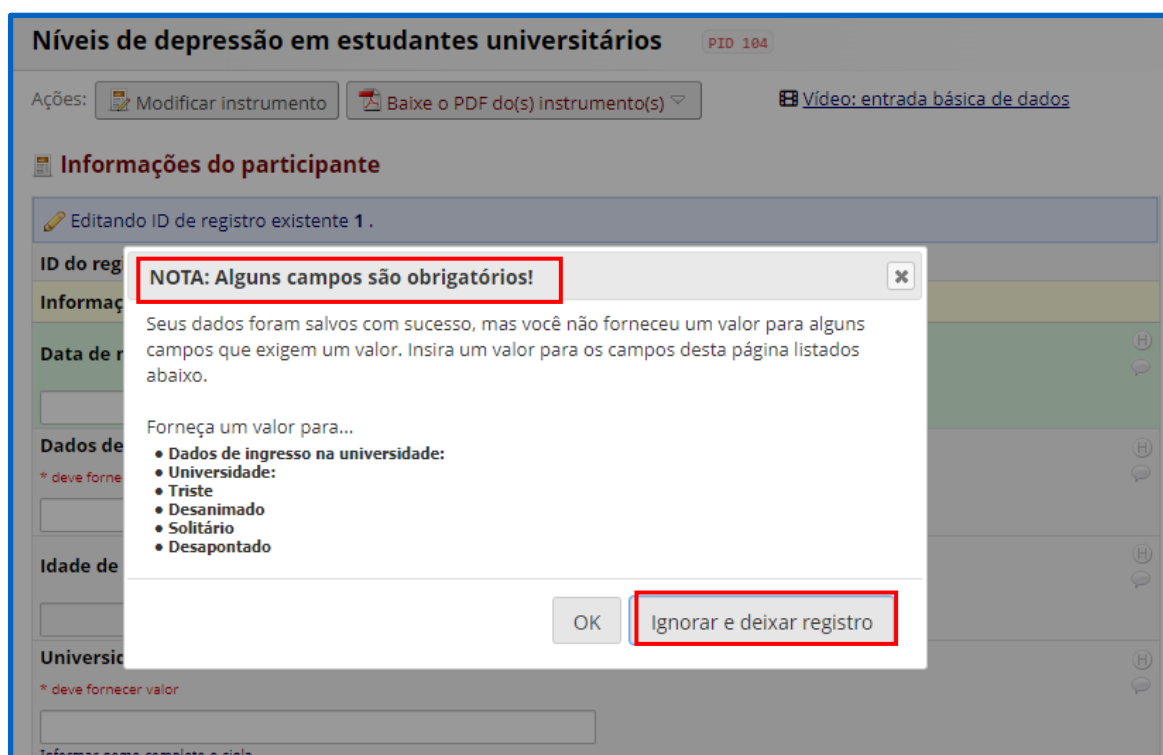 Níveis de depressão em estudantes universitários PID 104
Ações: Modificar instrumento Baixe o PDF do(s) instrumento(s) Vídeo: entrada básica de dados
Informações do participante
Editando ID de registro existente 1 .
ID do reg
NOTA: Alguns campos são obrigatórios!
Informaç
Seus dados foram salvos com sucesso, mas você não forneceu um valor para alguns
campos que exigem um valor. Insira um valor para os campos desta página listados
abaixo.
Data de
H
Forneça um valor para...
Dados de
• Dados de ingresso na universidade:
H
• Universidade:
* deve forne
• Triste
• Desanimado
• Solitário
• Desapontado
Idade de
H
OK Ignorar e deixar registro
Universid
H
* deve fornecer valor
Informar nome completo e sigla